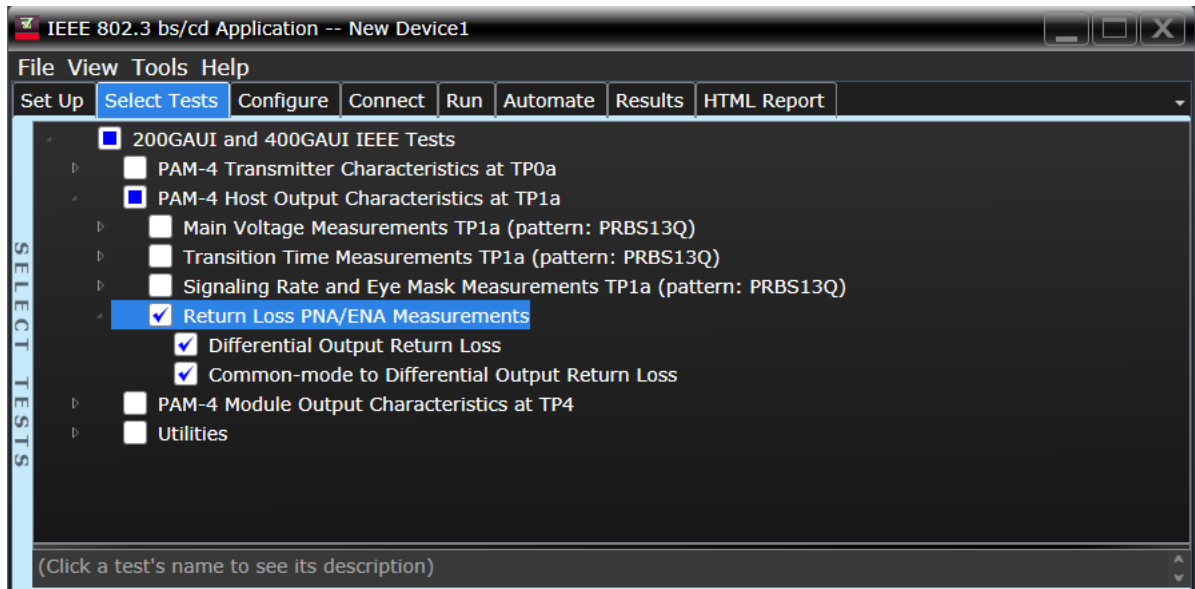 IEEE 802.3 bs/cd Application -- New Device1
File View Tools Help
Set Up Select Tests Configure Connect Run Automate Results HTML Report
SELECT TESTS
200GAUI and 400GAUI IEEE Tests
PAM-4 Transmitter Characteristics at TP0a
PAM-4 Host Output Characteristics at TP1a
Main Voltage Measurements TP1a (pattern: PRBS13Q)
Transition Time Measurements TP1a (pattern: PRBS13Q)
Signaling Rate and Eye Mask Measurements TP1a (pattern: PRBS13Q)
Return Loss PNA/ENA Measurements
Differential Output Return Loss
Common-mode to Differential Output Return Loss
PAM-4 Module Output Characteristics at TP4
Utilities
(Click a test's name to see its description)